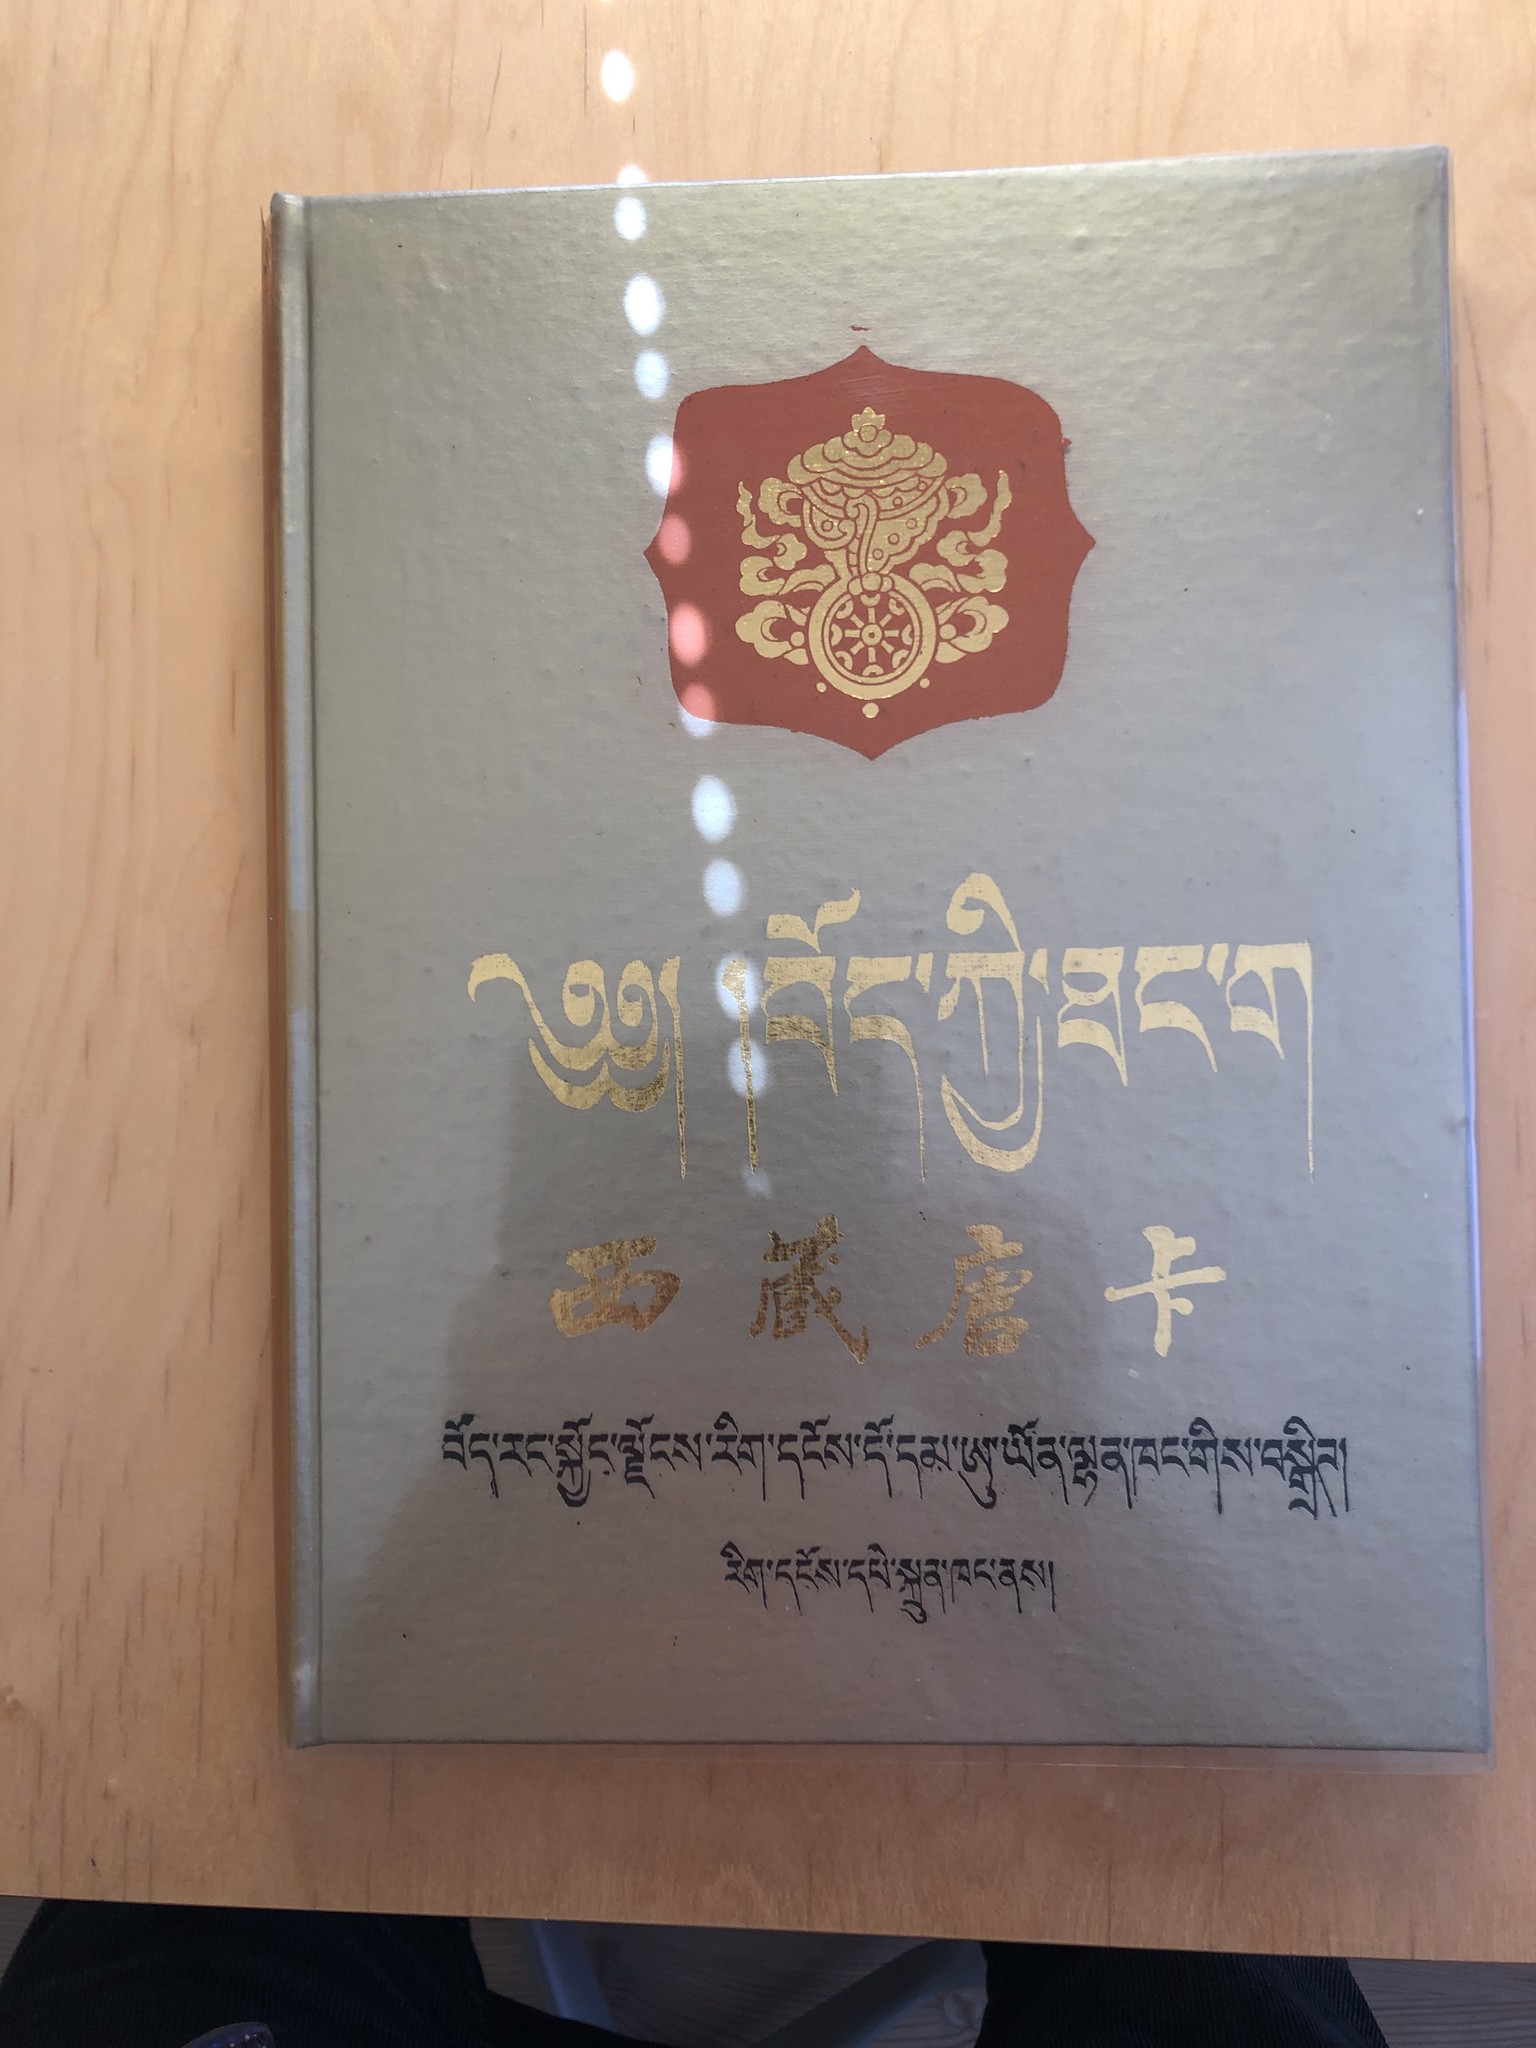 ༄༅། །བོད་ཀྱི་ཐང་ག
西藏唐卡
བོད་རང་སྐྱོང་ལྗོངས་རིག་དངོས་དོ་དམ་ཨུ་ཡོན་ལྷན་ཁང་གིས་བསྒྲིགས།
རིག་དངོས་དཔེ་སྐྲུན་ཁང་ནས།